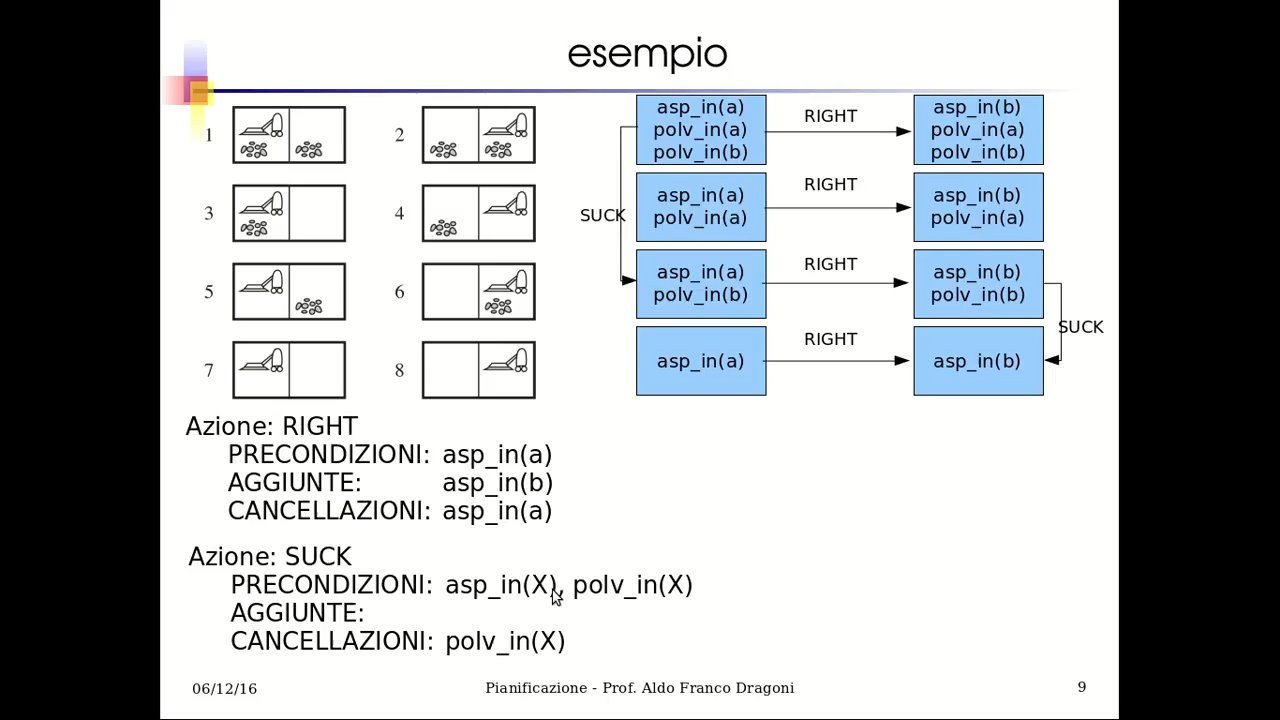 esempio
1
2
3
4
5
6
7
8
asp_in(a)
polv_in(a)
polv_in(b)
RIGHT
asp_in(b)
polv_in(a)
polv_in(b)
asp_in(a)
polv_in(a)
RIGHT
asp_in(b)
polv_in(a)
SUCK
asp_in(a)
polv_in(b)
RIGHT
asp_in(b)
polv_in(b)
SUCK
asp_in(a)
RIGHT
asp_in(b)
Azione: RIGHT
PRECONDIZIONI: asp_in(a)
AGGIUNTE: asp_in(b)
CANCELLAZIONI: asp_in(a)
Azione: SUCK
PRECONDIZIONI: asp_in(X), polv_in(X)
AGGIUNTE:
CANCELLAZIONI: polv_in(X)
06/12/16
Pianificazione - Prof. Aldo Franco Dragoni
9